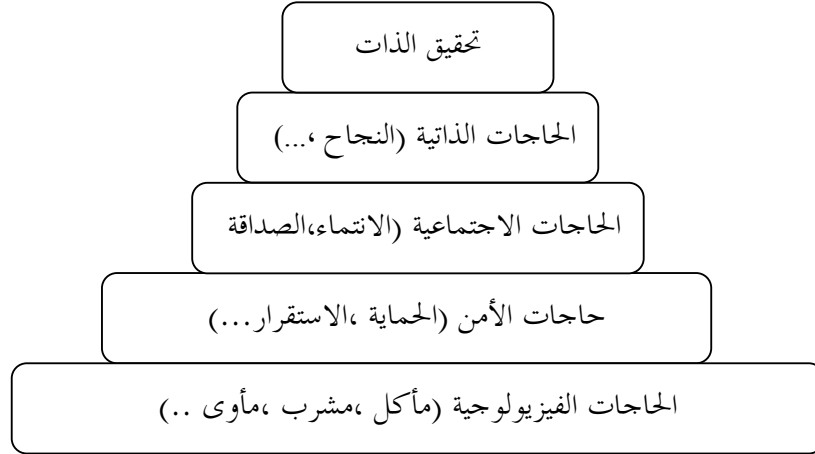 تحقيق الذات
الحاجات الذاتية (النجاح ،...)
الحاجات الاجتماعية (الانتماء،الصداقة
حاجات الأمن (الحماية ،الاستقرار...)
الحاجات الفيزيولوجية (مأكل ،مشرب ،مأوى ..)